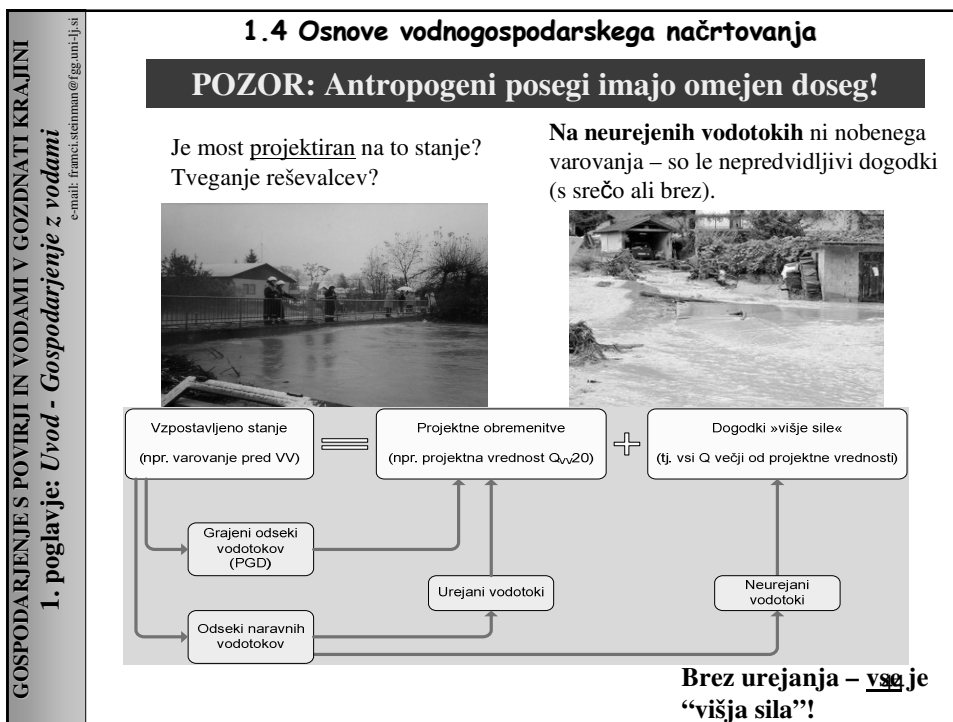 GOSPODARJENJE S POVIRJI IN VODAMI V GOZDNATI KRAJINI
1. poglavje: Uvod - Gospodarjenje z vodami
e-mail: franci.steinman@fgg.uni-lj.si
1.4 Osnove vodnogospodarskega načrtovanja
POZOR: Antropogeni posegi imajo omejen doseg!
Je most projektiran na to stanje?
Tveganje reševalcev?
Na neurejenih vodotokih ni nobenega
varovanja – so le nepredvidljivi dogodki
(s srečo ali brez).
Vzpostavljeno stanje
(npr. varovanje pred VV)
=
Projektne obremenitve
(npr. projektna vrednost QVV20)
+
Dogodki »višje sile«
(tj. vsi Q večji od projektne vrednosti)
Grajeni odseki
vodotokov
(PGD)
Urejani vodotoki
Neurejani
vodotoki
Odseki naravnih
vodotokov
Brez urejanja – vse je
“višja sila”!
44